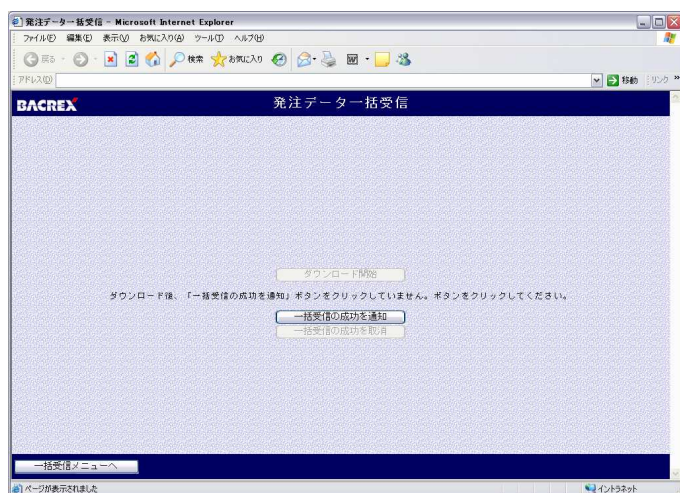 発注データ一括受信 - Microsoft Internet Explorer
ファイル(F) 編集(E) 表示(V) お気に入り(A) ツール(T) ヘルプ(H)
戻る 検索 お気に入り
アドレス(D) 移動 リンク »
BACREX 発注データ一括受信
ダウンロード開始
ダウンロード後、「一括受信の成功を通知」ボタンをクリックしていません。ボタンをクリックしてください。
一括受信の成功を通知
一括受信の成功を取消
一括受信メニューへ
ページが表示されました イントラネット